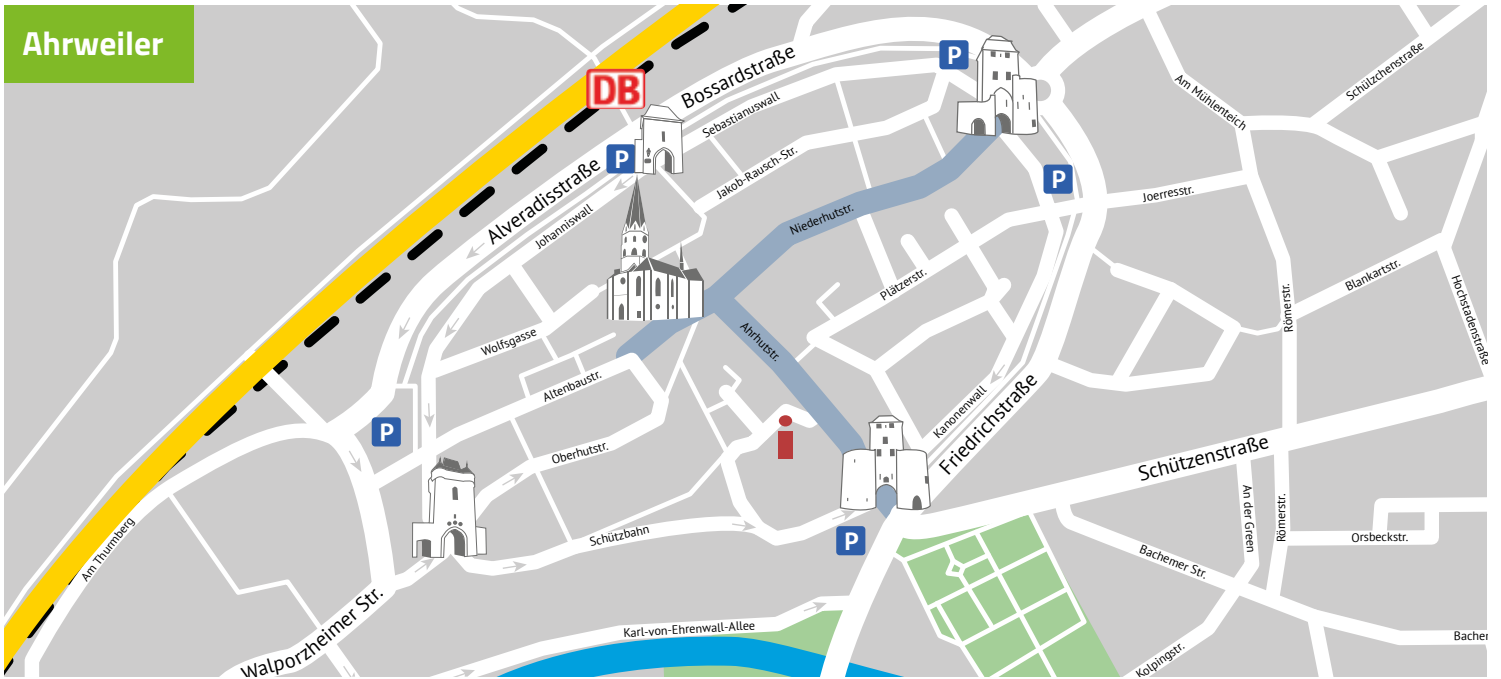 Ahrweiler
DB
P
Bossardstraße
Sebastianuswall
P
Alveradisstraße
Johanniswall
Jakob-Rausch-Str.
Niederhutstr.
P
Am Mühlenteich
Schülzchenstraße
Joerresstr.
Plätzerstr.
Blankartstr.
Römerstr.
Hochstadenstraße
Wolfsgasse
Ahrhutstr.
Altenbaustr.
Kanonenwall
Friedrichstraße
P
Oberhutstr.
Schützenstraße
Am Thurmberg
Schützbahn
P
An der Green
Römerstr.
Orsbeckstr.
Bachemer Str.
Walporzheimer Str.
Karl-von-Ehrenwall-Allee
Kolpingstr.
Bachem